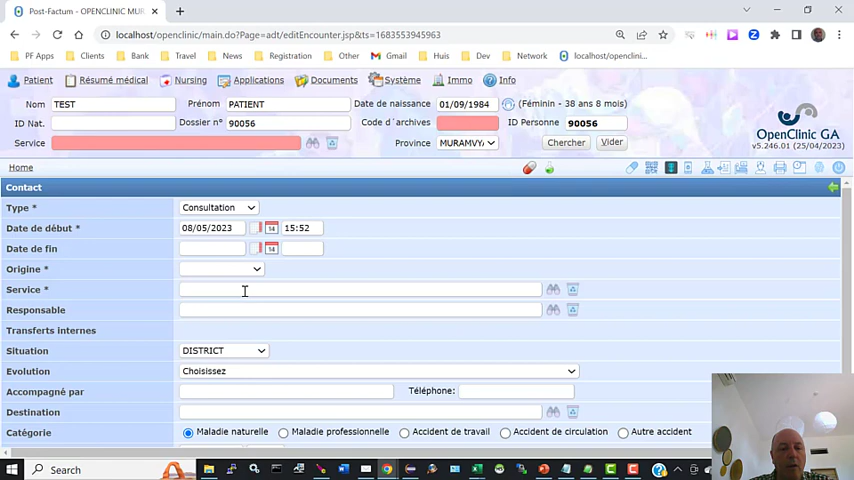 Post-Factum - OPENCLINIC MUR
localhost/openclinic/main.do?Page=adt/editEncounter.jsp&ts=1683553945963
PF Apps Clients Bank Travel News Registration Other Gmail Huis Dev Network localhost/openclini...
Patient Résumé médical Nursing Applications Documents Système Immo Info
Nom TEST Prénom PATIENT Date de naissance 01/09/1984 (Féminin - 38 ans 8 mois)
ID Nat. Dossier n° 90056 Code d'archives ID Personne 90056
Service Province MURAMVYA Chercher Vider
OpenClinic GA
v5.246.01 (25/04/2023)
Home
Contact
Type * Consultation
Date de début * 08/05/2023 14 15:52
Date de fin 14
Origine *
Service *
Responsable
Transferts internes
Situation DISTRICT
Evolution Choisissez
Accompagné par Téléphone:
Destination
Catégorie Maladie naturelle Maladie professionnelle Accident de travail Accident de circulation Autre accident
Search